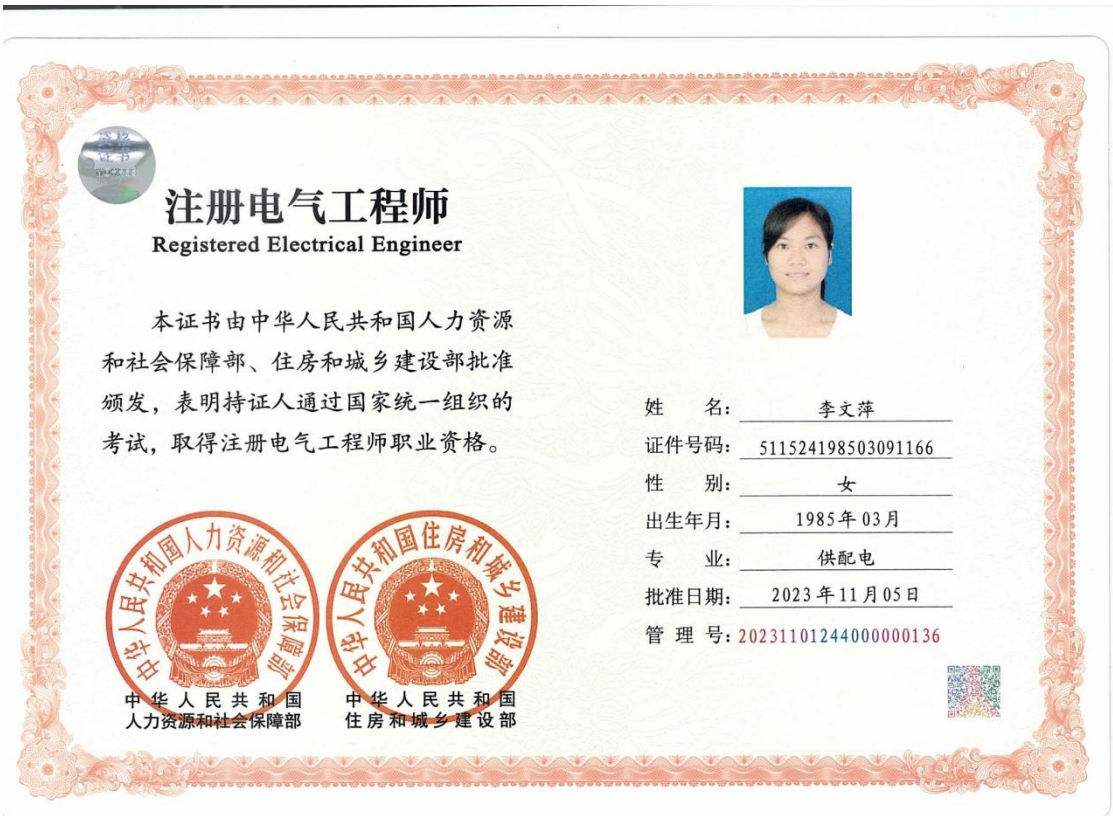 注册电气工程师
Registered Electrical Engineer
本证书由中华人民共和国人力资源
和社会保障部、住房和城乡建设部批准
颁发，表明持证人通过国家统一组织的
考试，取得注册电气工程师职业资格。
姓 名： 李文萍
证件号码： 511524198503091166
性 别： 女
出生年月： 1985年03月
专 业： 供配电
批准日期： 2023年11月05日
管 理 号： 20231101244000000136
中华人民共和国人力资源和社会保障部
中华人民共和国住房和城乡建设部
中华人民共和国
人力资源和社会保障部
中华人民共和国
住房和城乡建设部